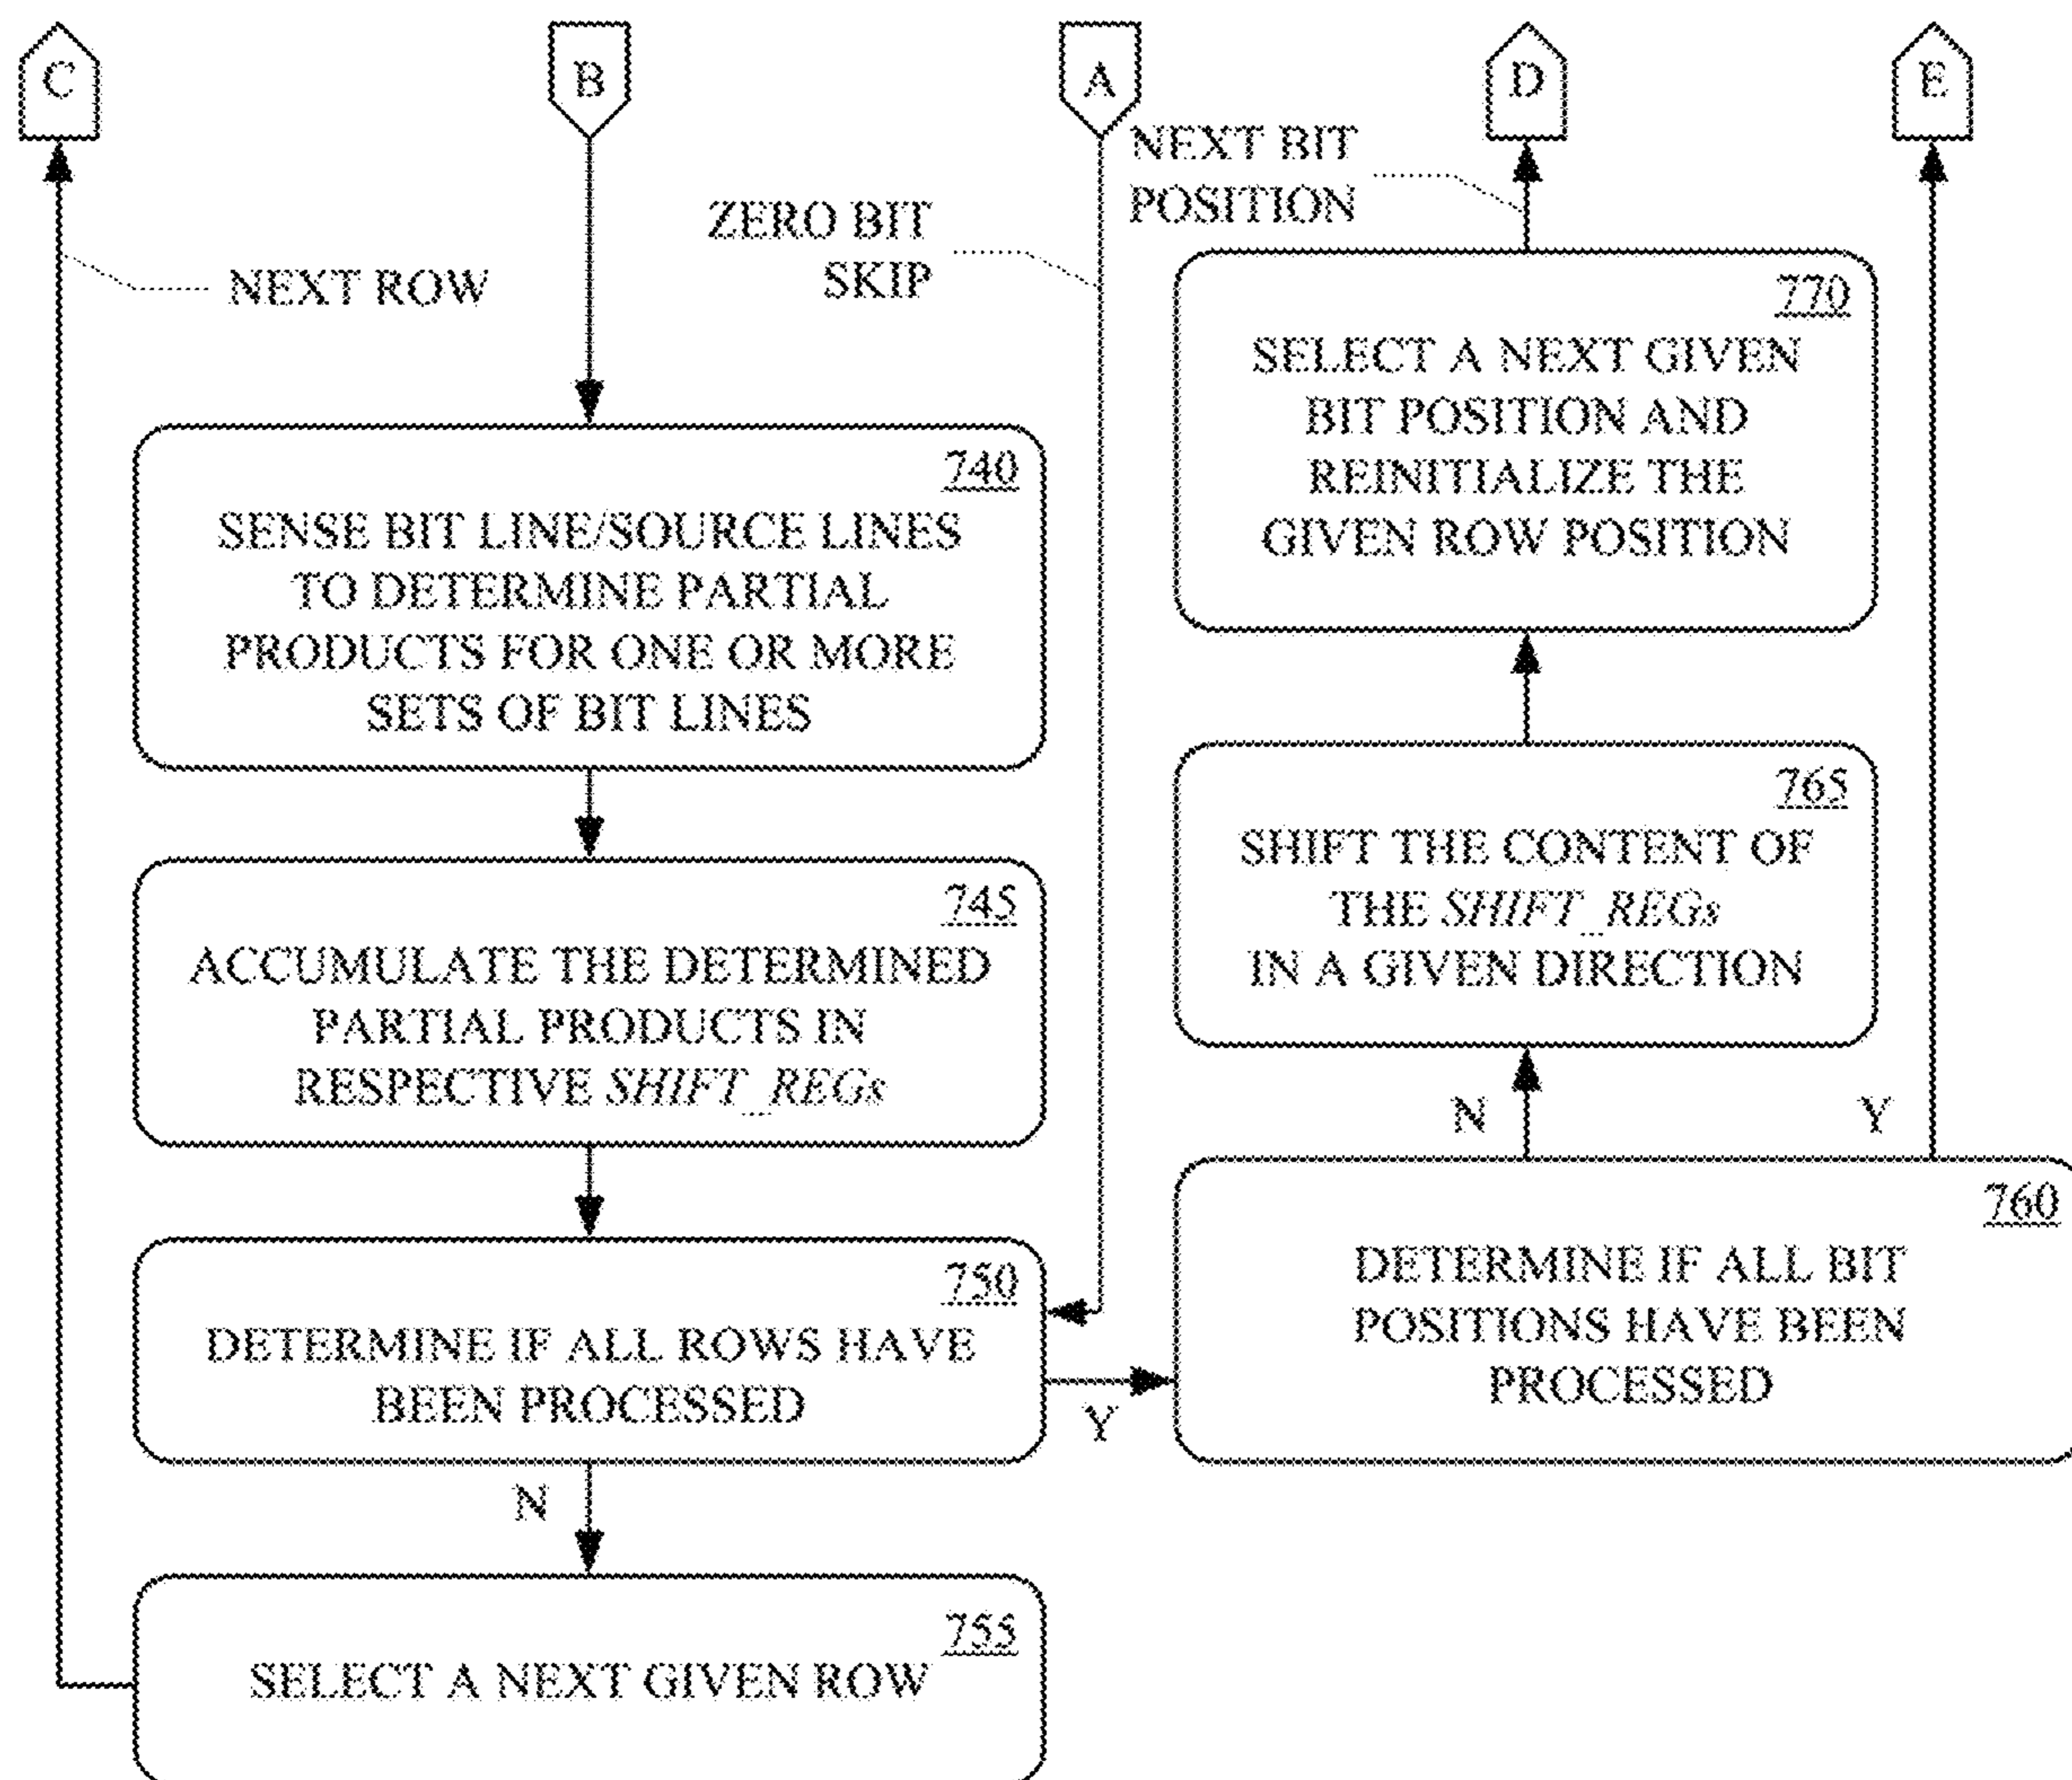 C
B
A
D
E
NEXT BIT
POSITION
ZERO BIT
SKIP
NEXT ROW
740
SENSE BIT LINE/SOURCE LINES
TO DETERMINE PARTIAL
PRODUCTS FOR ONE OR MORE
SETS OF BIT LINES
745
ACCUMULATE THE DETERMINED
PARTIAL PRODUCTS IN
RESPECTIVE SHIFT_REGs
750
DETERMINE IF ALL ROWS HAVE
BEEN PROCESSED
N
Y
755
SELECT A NEXT GIVEN ROW
770
SELECT A NEXT GIVEN
BIT POSITION AND
REINITIALIZE THE
GIVEN ROW POSITION
765
SHIFT THE CONTENT OF
THE SHIFT_REGs
IN A GIVEN DIRECTION
N
Y
760
DETERMINE IF ALL BIT
POSITIONS HAVE BEEN
PROCESSED